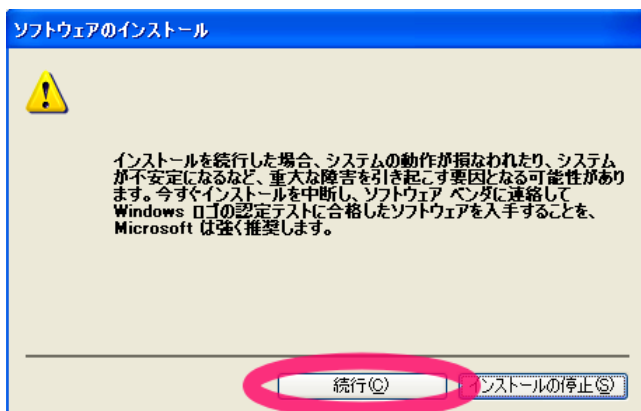 ソフトウェアのインストール
インストールを続行した場合、システムの動作が損なわれたり、システム
が不安定になるなど、重大な障害を引き起こす要因となる可能性があり
ます。今すぐインストールを中断し、ソフトウェア ベンダに連絡して
Windows ロゴの認定テストに合格したソフトウェアを入手することを、
Microsoft は強く推奨します。
続行(C) インストールの停止(S)